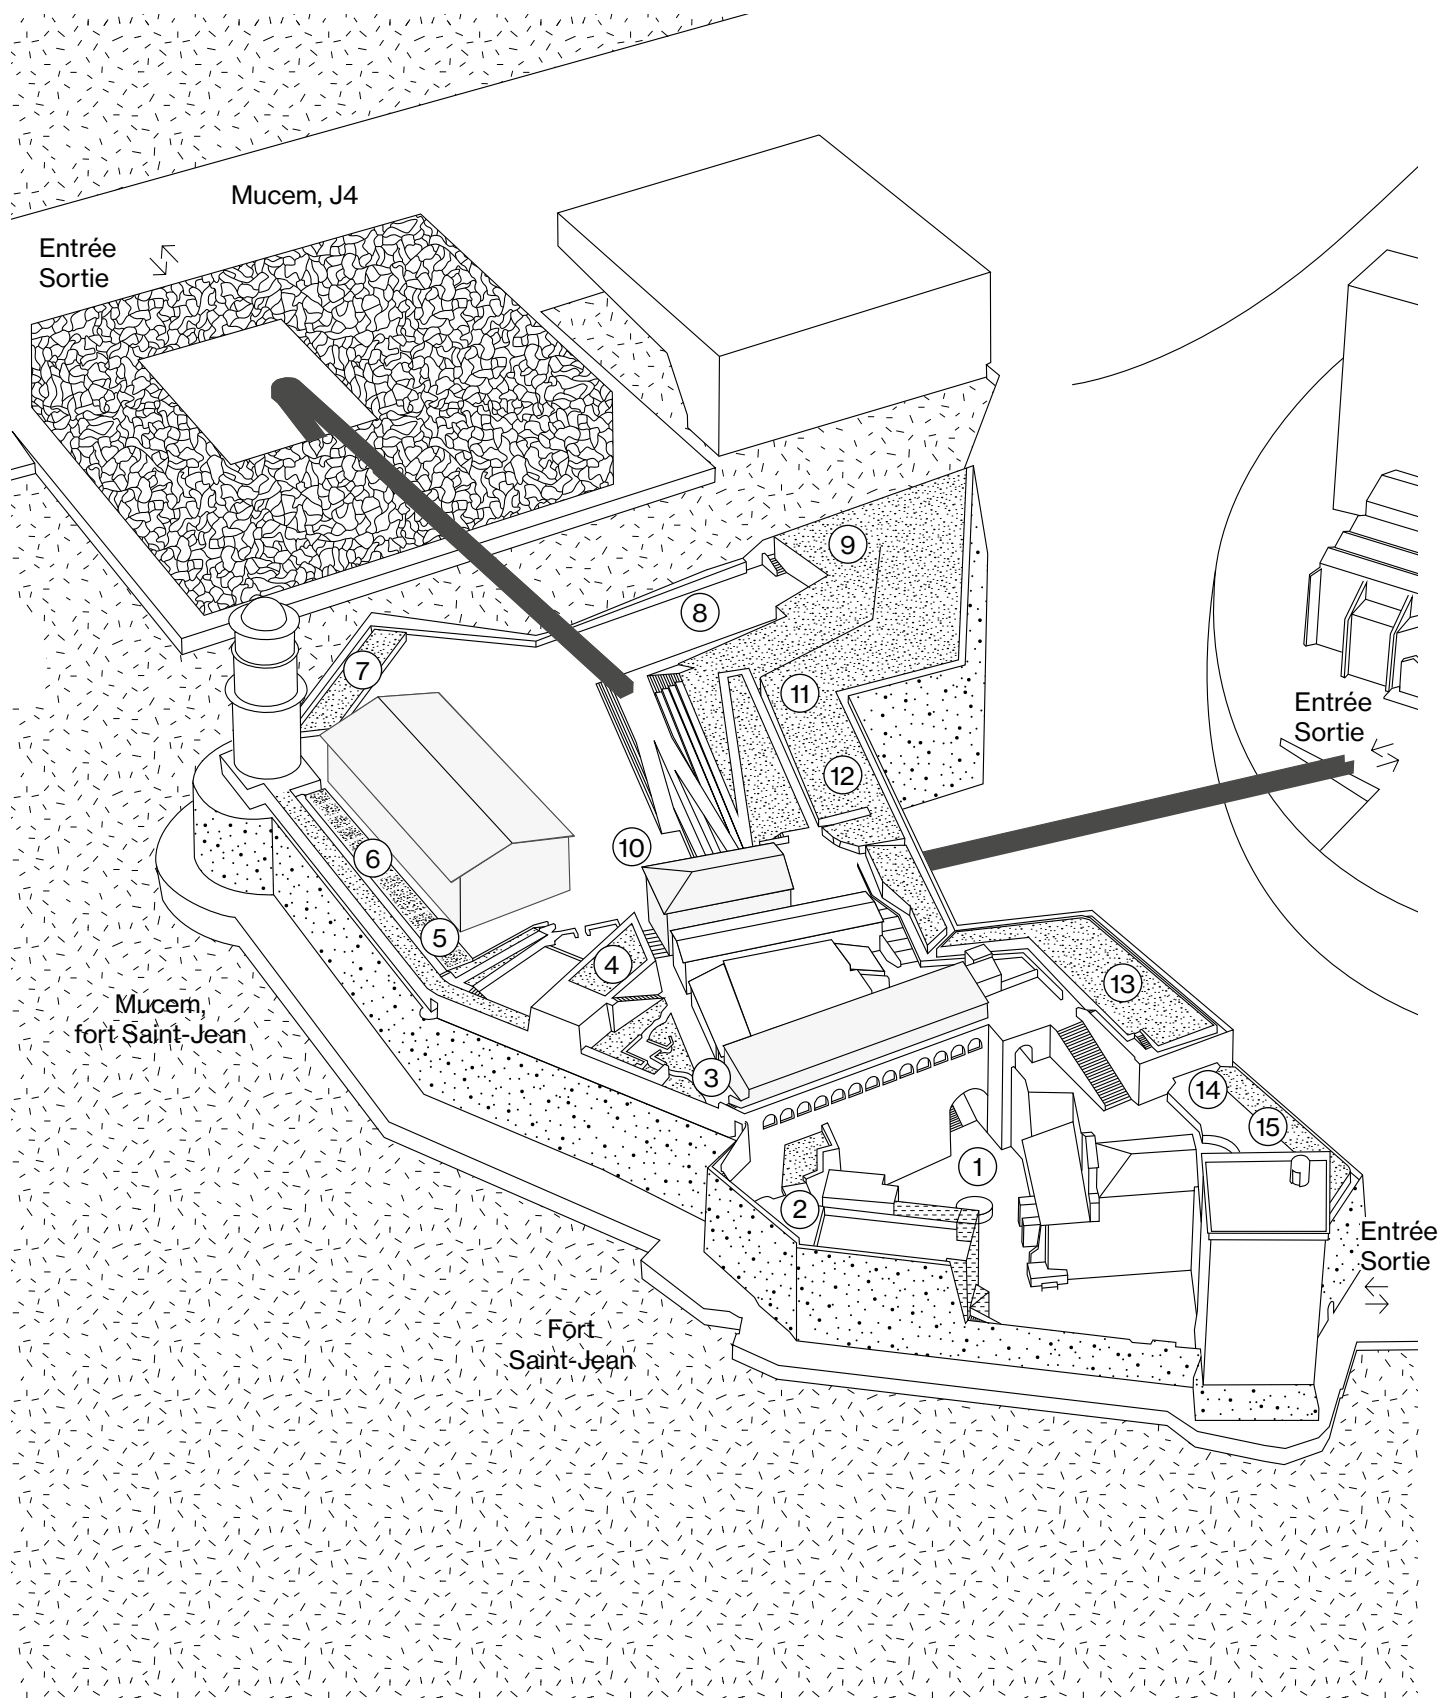 Mucem, J4
Entrée
Sortie
9
8
7
11
Entrée
Sortie
12
10
6
5
4
13
Mucem,
fort Saint-Jean
3
14
15
1
2
Entrée
Sortie
Fort
Saint-Jean